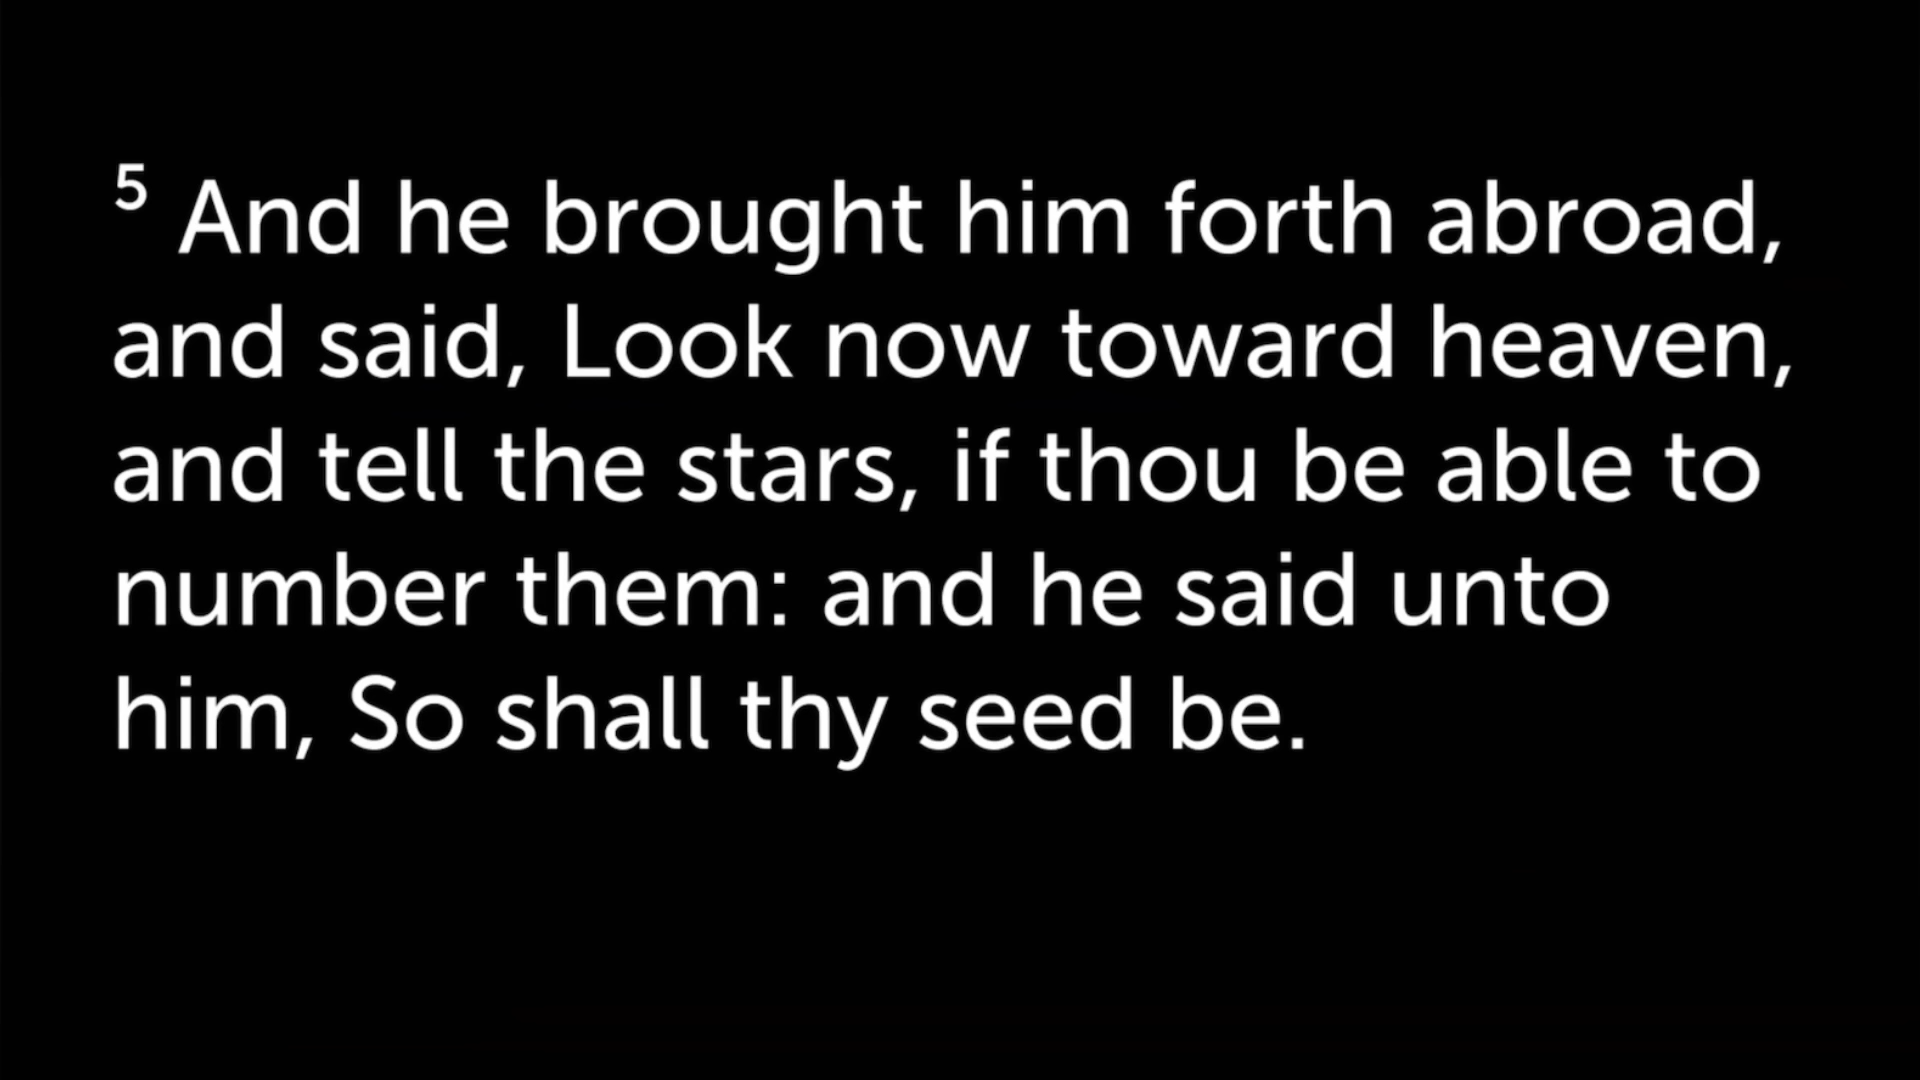 5 And he brought him forth abroad,
and said, Look now toward heaven,
and tell the stars, if thou be able to
number them: and he said unto
him, So shall thy seed be.